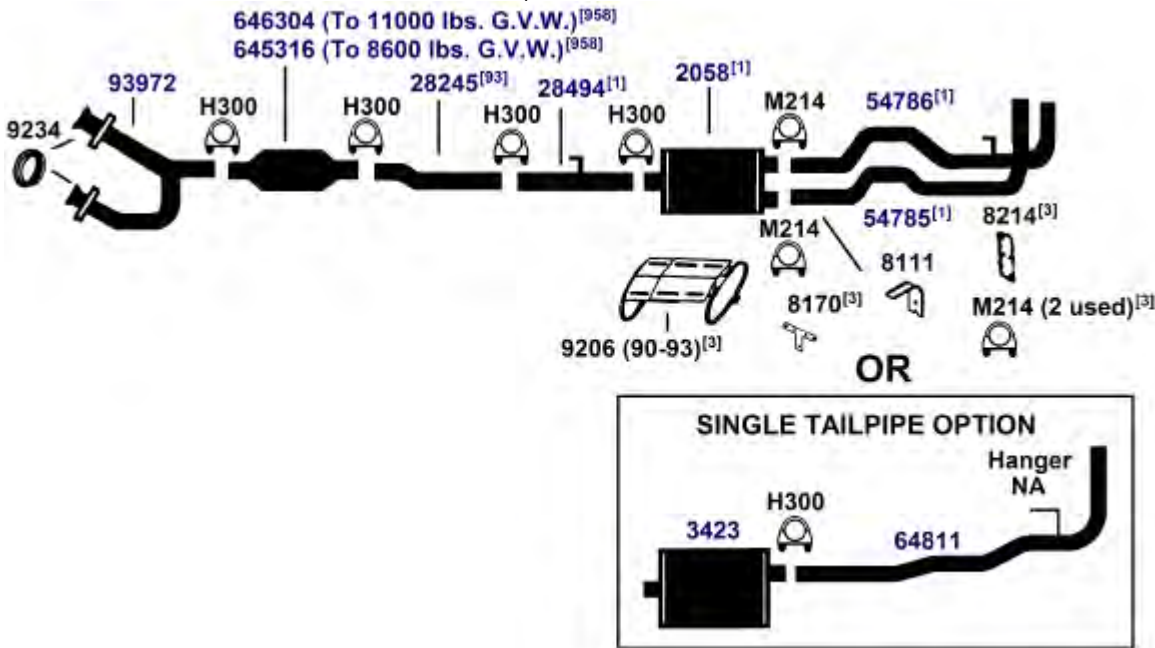 646304 (To 11000 lbs. G.V.W.)[958]
645316 (To 8600 lbs. G.V,W.)[958]
93972
28245[93]
28494[1]
2058[1]
9234
H300
H300
H300
H300
M214
54786[1]
M214
54785[1]
8214[3]
8111
8170[3]
M214 (2 used)[3]
9206 (90-93)[3]
OR
SINGLE TAILPIPE OPTION
Hanger
NA
H300
3423
64811